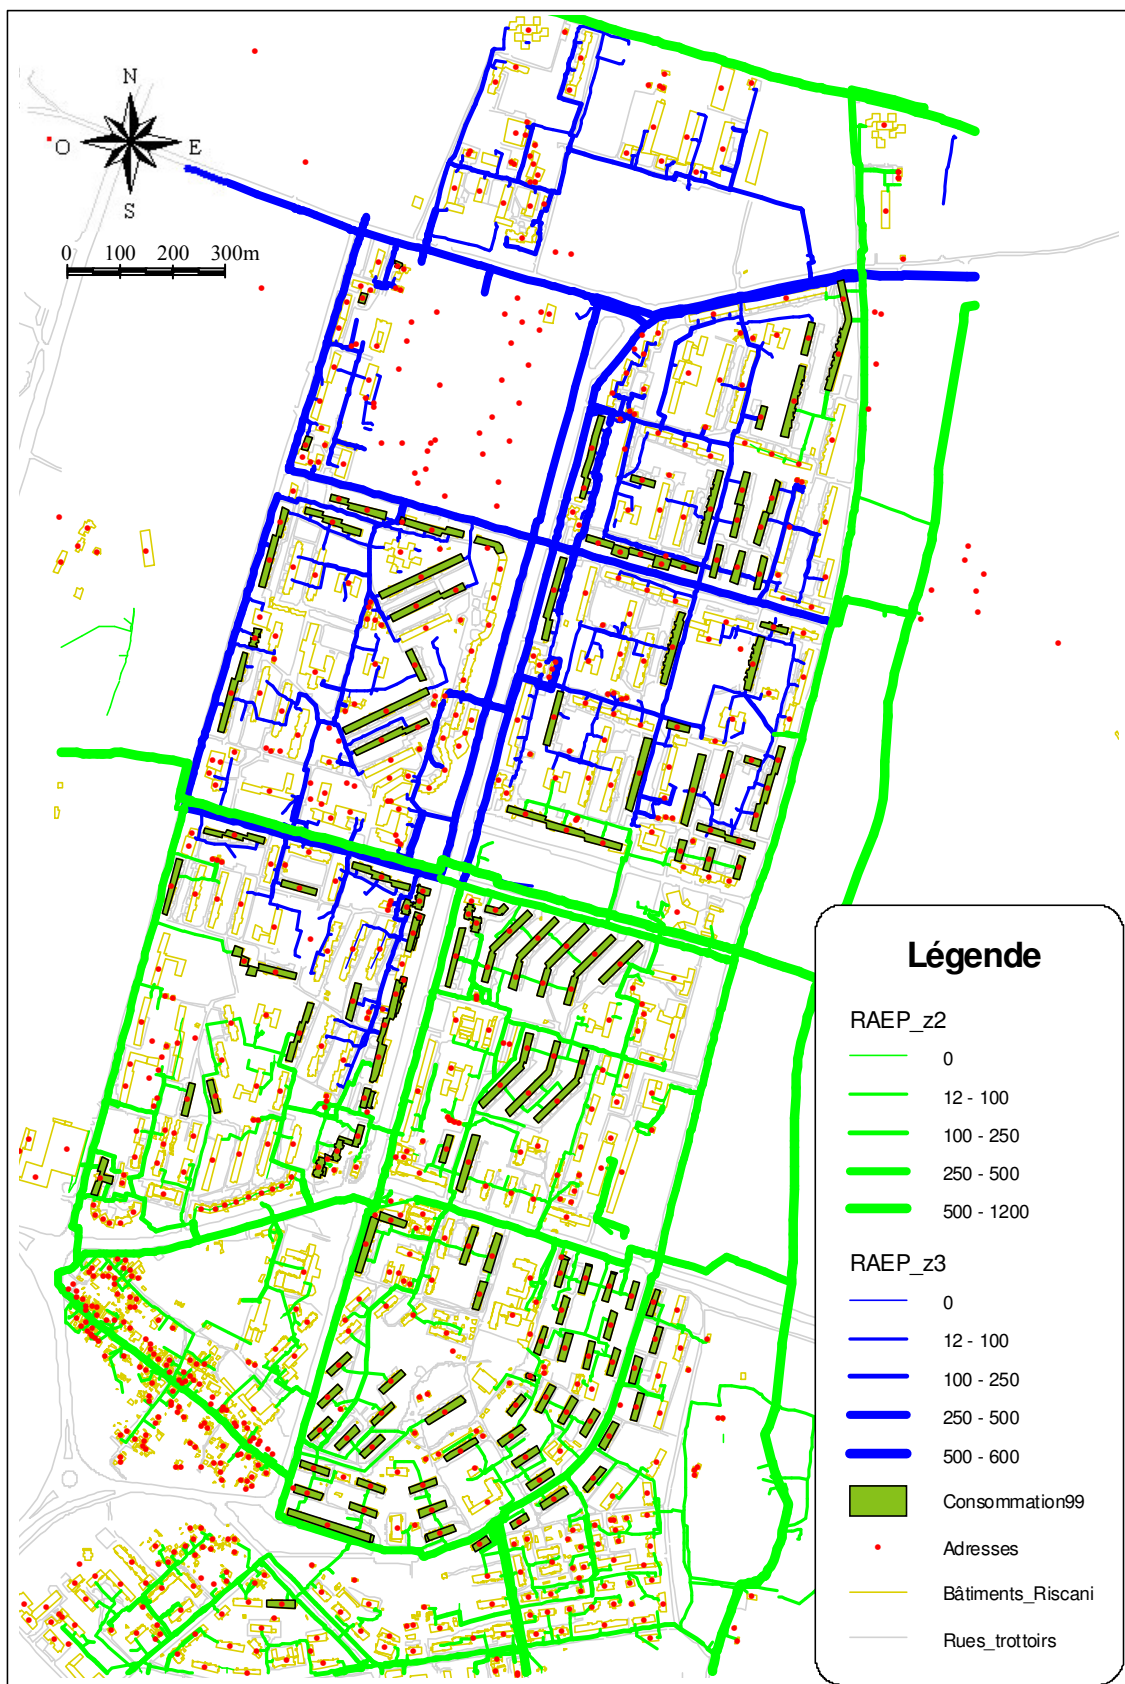 N
O
E
S
0 100 200 300m
Légende
RAEP_z2
0
12 - 100
100 - 250
250 - 500
500 - 1200
RAEP_z3
0
12 - 100
100 - 250
250 - 500
500 - 600
Consommation99
Adresses
Bâtiments_Riscani
Rues_trottoirs